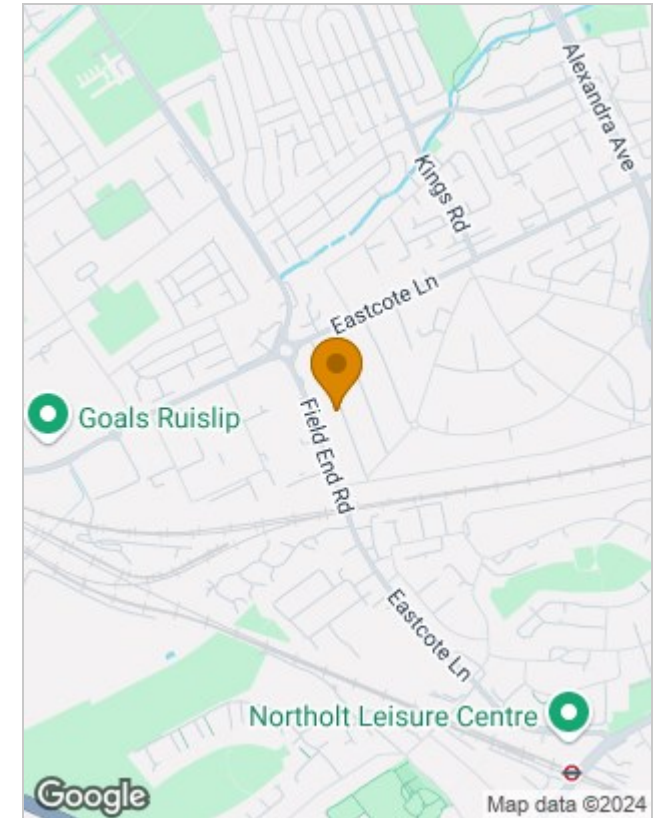 Alexandra Ave
Kings Rd
Eastcote Ln
Goals Ruislip
Field End Rd
Eastcote Ln
Northolt Leisure Centre
Google
Map data ©2024